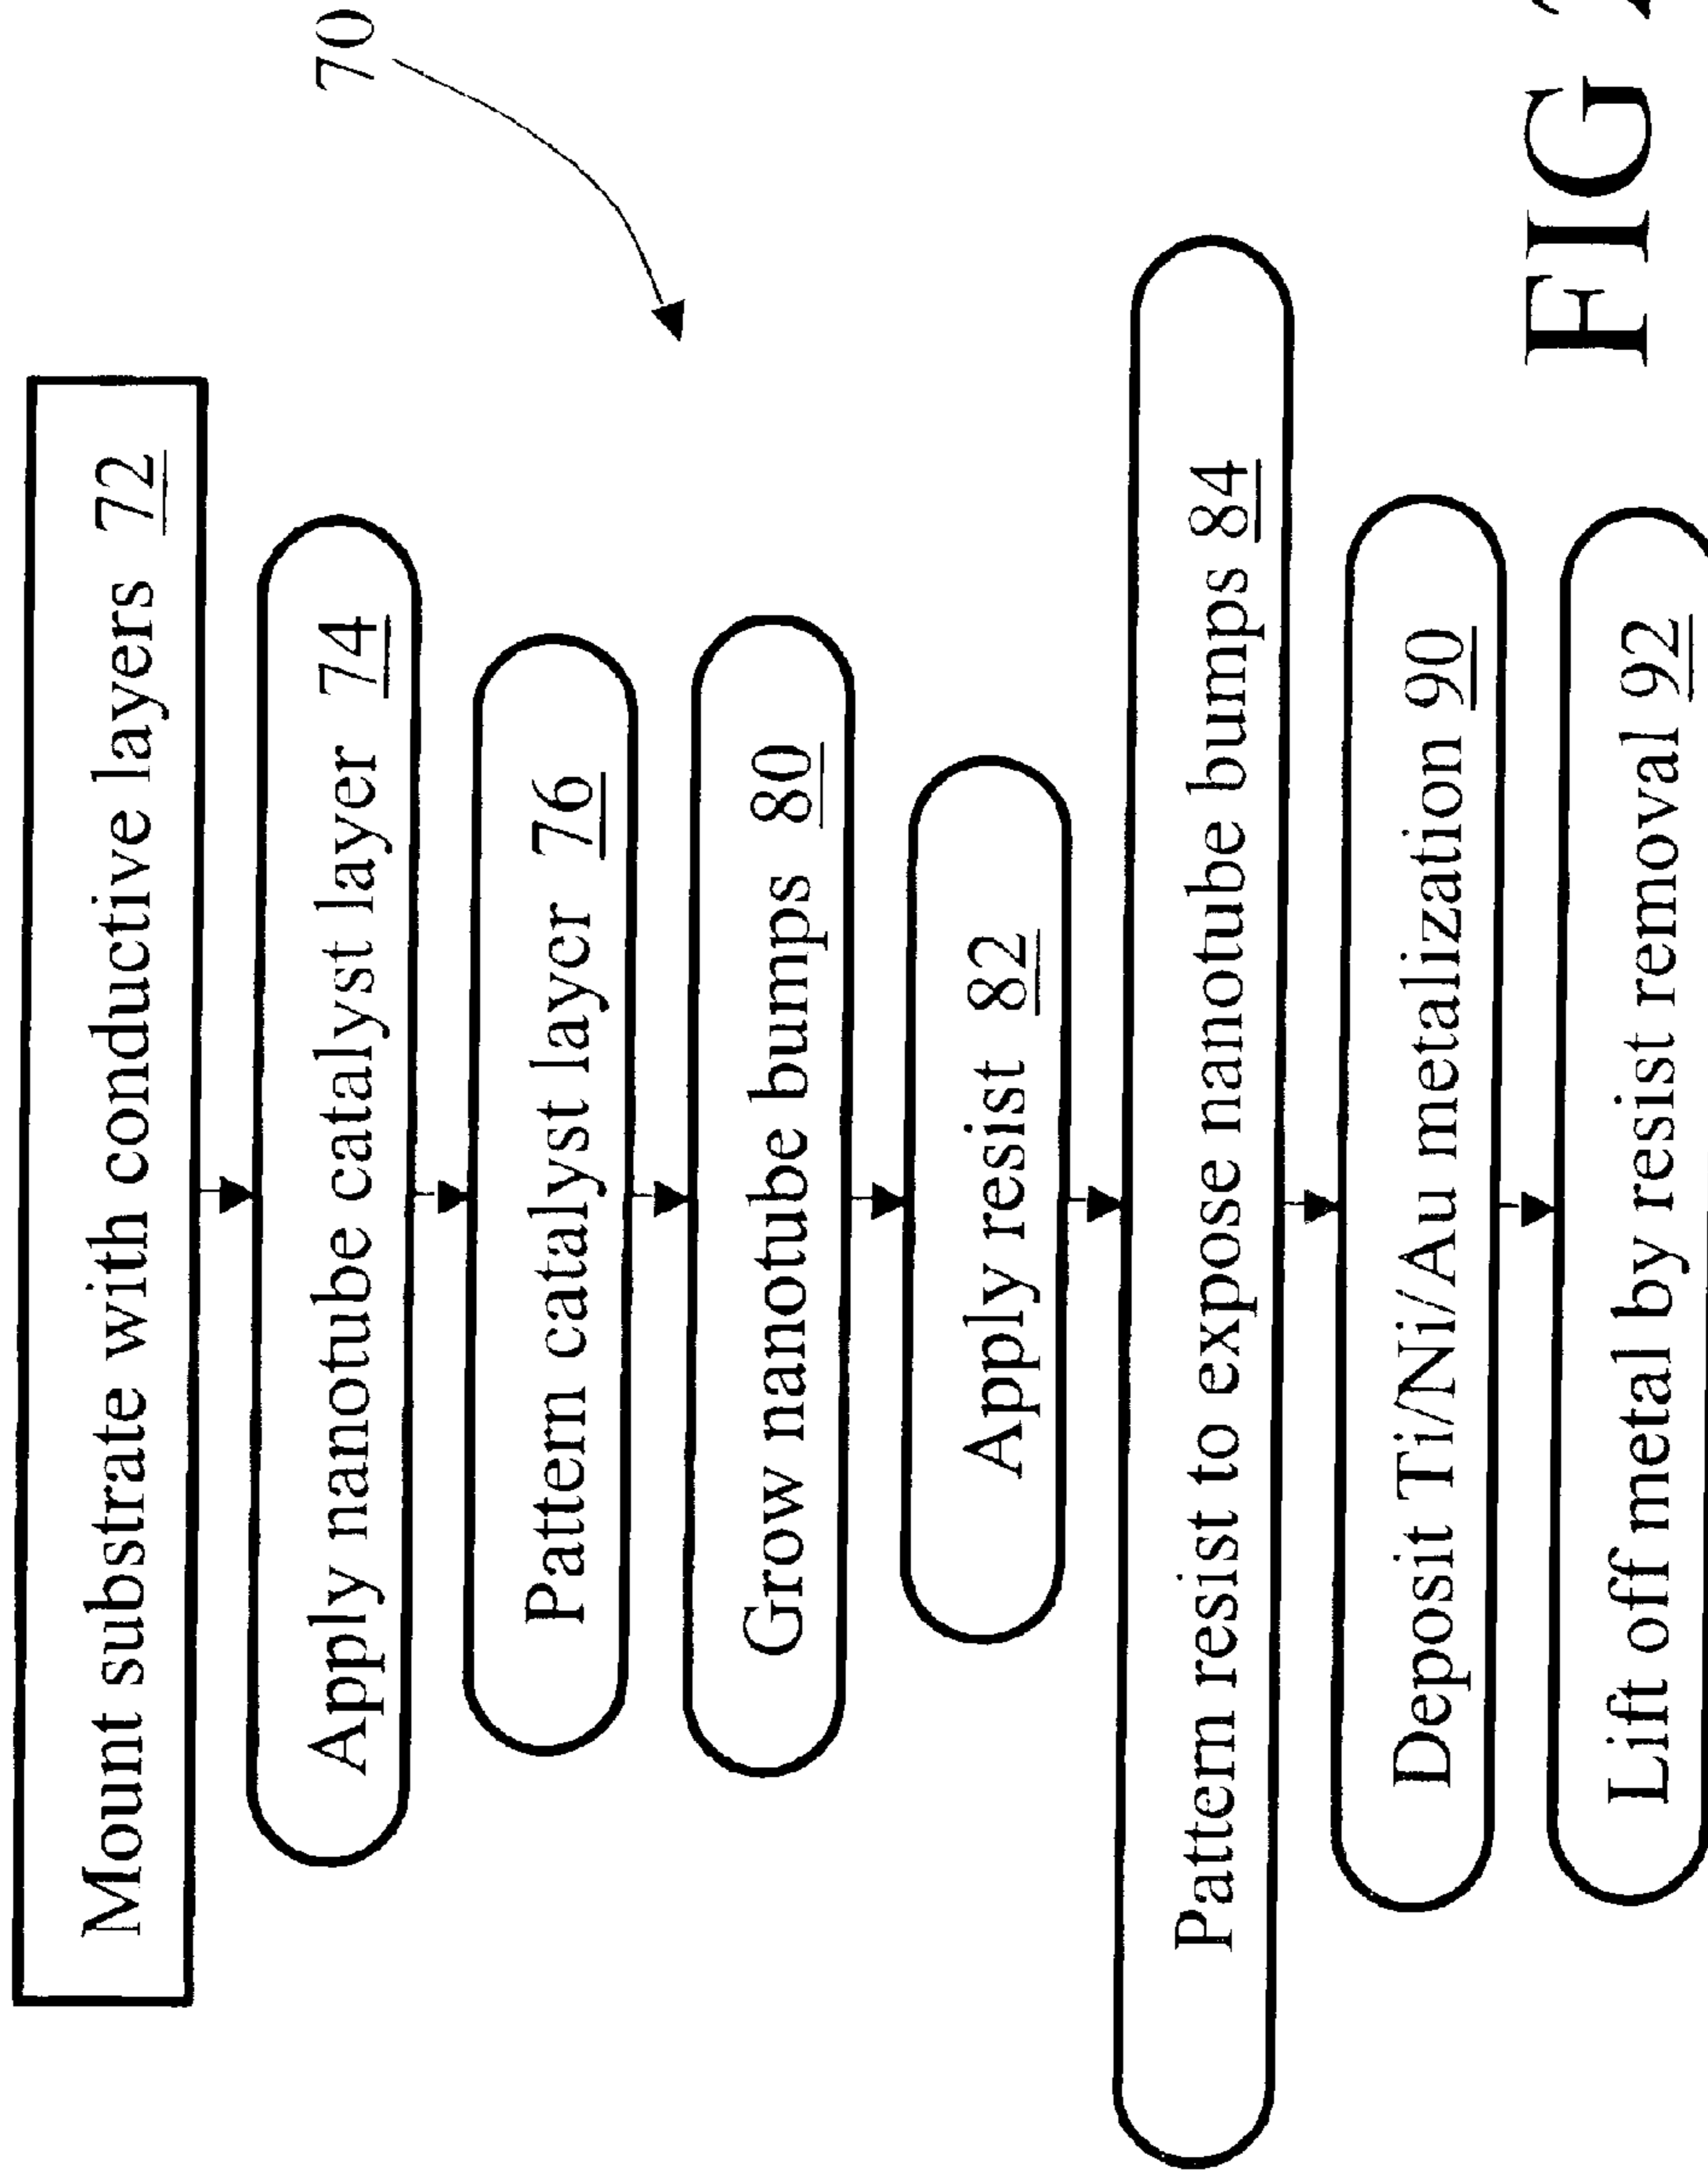 70
Mount substrate with conductive layers 72
Apply nanotube catalyst layer 74
Pattern catalyst layer 76
Grow nanotube bumps 80
Apply resist 82
Pattern resist to expose nanotube bumps 84
Deposit Ti/Ni/Au metalization 90
Lift off metal by resist removal 92
FIG